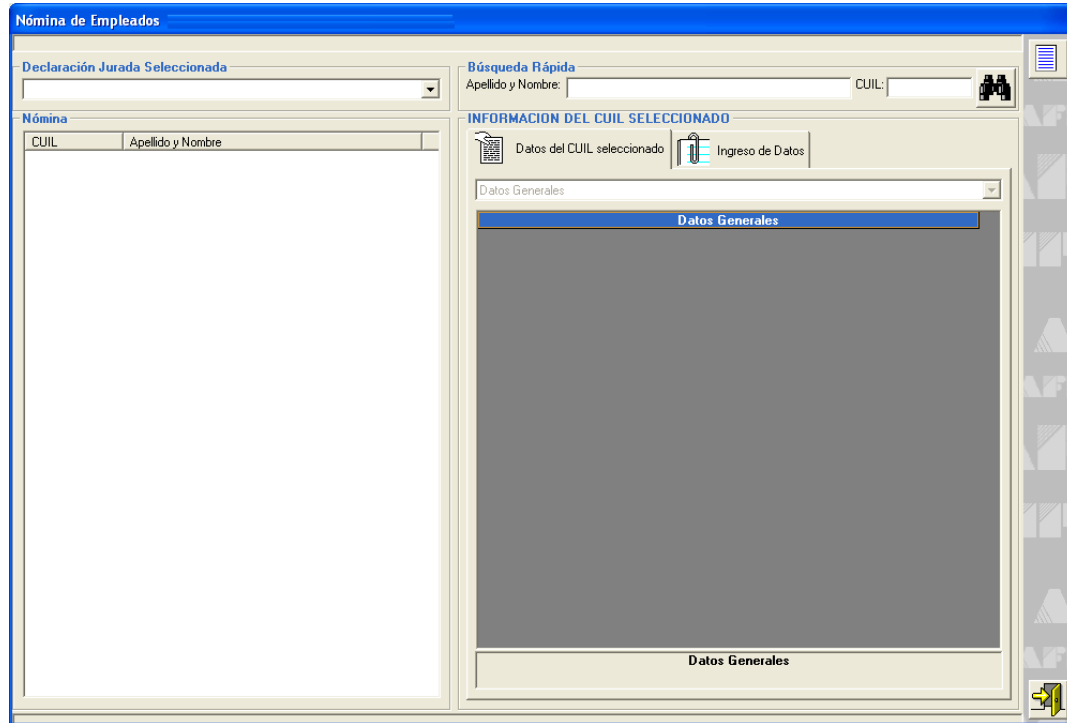 Nómina de Empleados
Declaración Jurada Seleccionada
Búsqueda Rápida
Apellido y Nombre:
CUIL:
Nómina
CUIL
Apellido y Nombre
INFORMACION DEL CUIL SELECCIONADO
Datos del CUIL seleccionado
Ingreso de Datos
Datos Generales
Datos Generales
Datos Generales